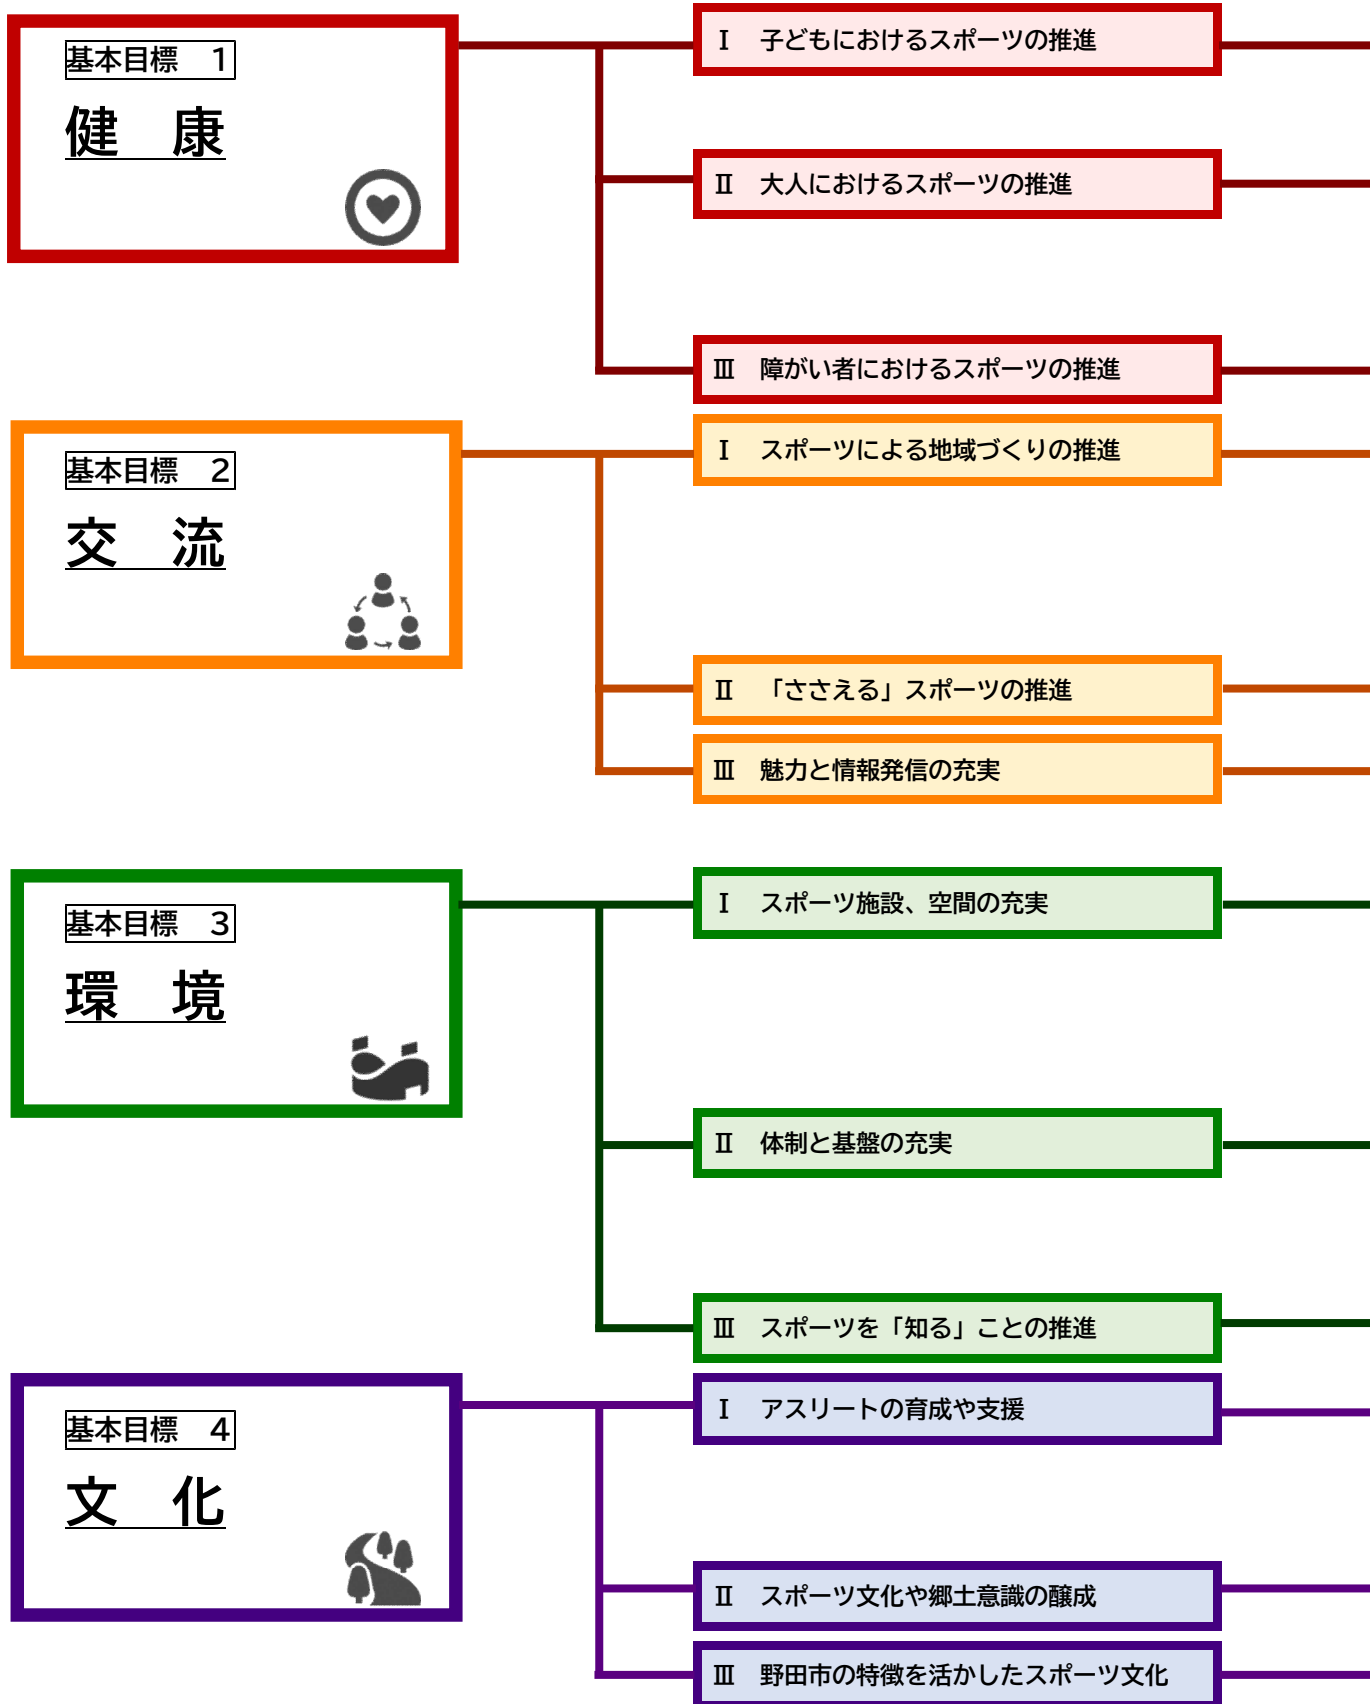 基本目標　1
健　康
Ⅰ　子どもにおけるスポーツの推進
Ⅱ　大人におけるスポーツの推進
Ⅲ　障がい者におけるスポーツの推進
基本目標　2
交　流
Ⅰ　スポーツによる地域づくりの推進
Ⅱ　「ささえる」スポーツの推進
Ⅲ　魅力と情報発信の充実
基本目標　3
環　境
Ⅰ　スポーツ施設、空間の充実
Ⅱ　体制と基盤の充実
Ⅲ　スポーツを「知る」ことの推進
基本目標　4
文　化
Ⅰ　アスリートの育成や支援
Ⅱ　スポーツ文化や郷土意識の醸成
Ⅲ　野田市の特徴を活かしたスポーツ文化